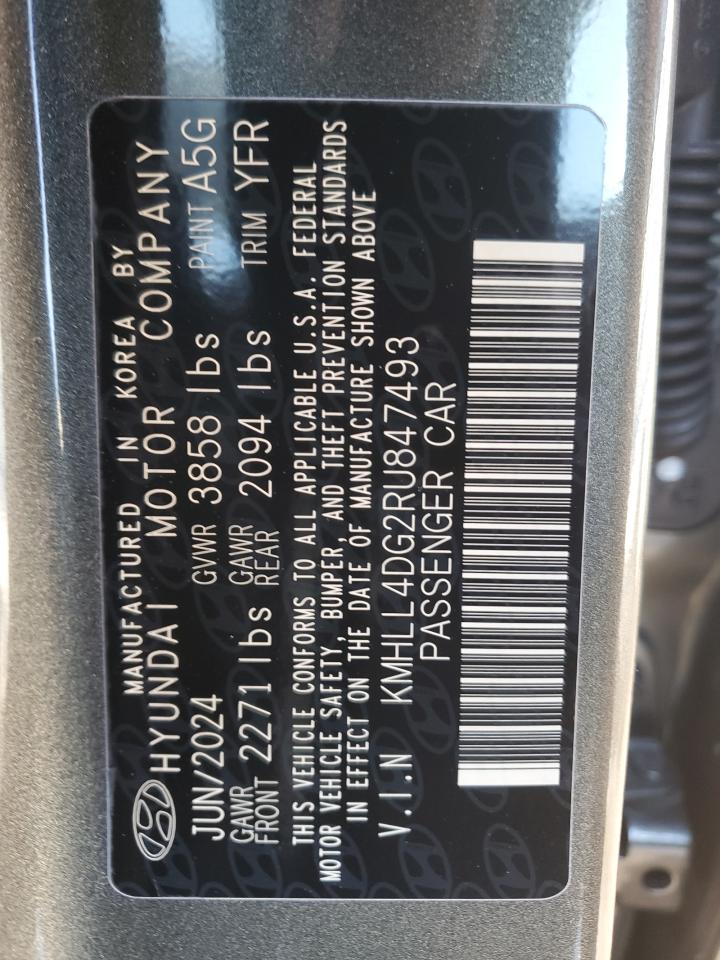 MANUFACTURED IN KOREA BY
HYUNDAI MOTOR COMPANY
JUN/2024 GVWR 3858 lbs PAINT A5G
GAWR FRONT 2271 lbs GAWR REAR 2094 lbs TRIM YFR
THIS VEHICLE CONFORMS TO ALL APPLICABLE U.S.A. FEDERAL
MOTOR VEHICLE SAFETY, BUMPER, AND THEFT PREVENTION STANDARDS
IN EFFECT ON THE DATE OF MANUFACTURE SHOWN ABOVE
V.I.N KMHLL4DG2RU847493
PASSENGER CAR